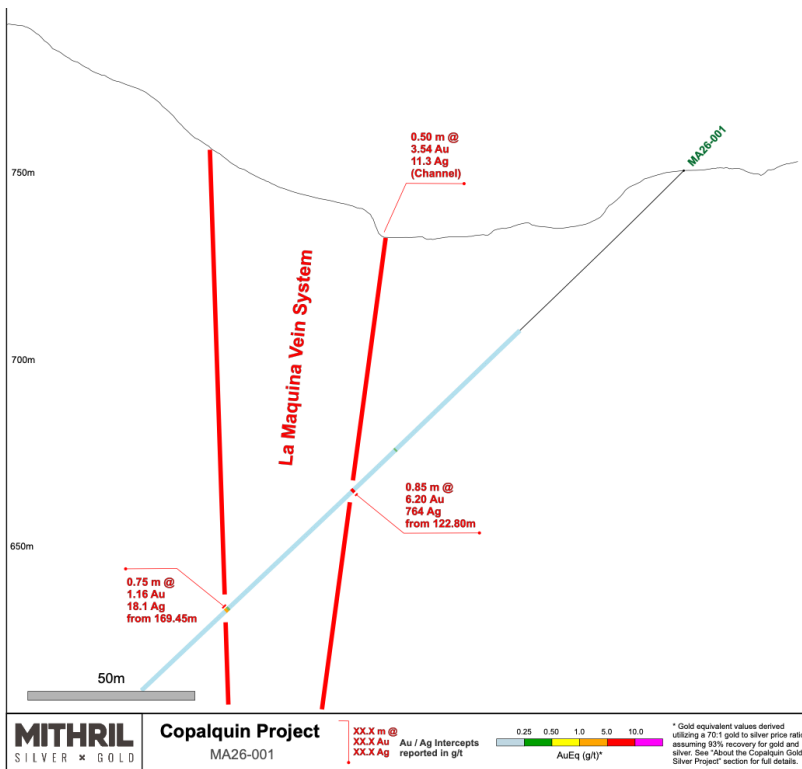 MA26-001
0.50 m @
3.54 Au
11.3 Ag
(Channel)
750m
La Maquina Vein System
700m
0.85 m @
6.20 Au
764 Ag
from 122.80m
650m
0.75 m @
1.16 Au
18.1 Ag
from 169.45m
50m
MITHRIL
SILVER GOLD
Copalquin Project
MA26-001
XX.X m @
XX.X Au
XX.X Ag
Au / Ag Intercepts
reported in g/t
0.25 0.50 1.0 5.0 10.0
AuEq (g/t)*
* Gold equivalent values derived
utilizing a 70:1 gold to silver price ratio
assuming 93% recovery for gold and
silver. See "About the Copalquin Gold
Silver Project" section for full details.